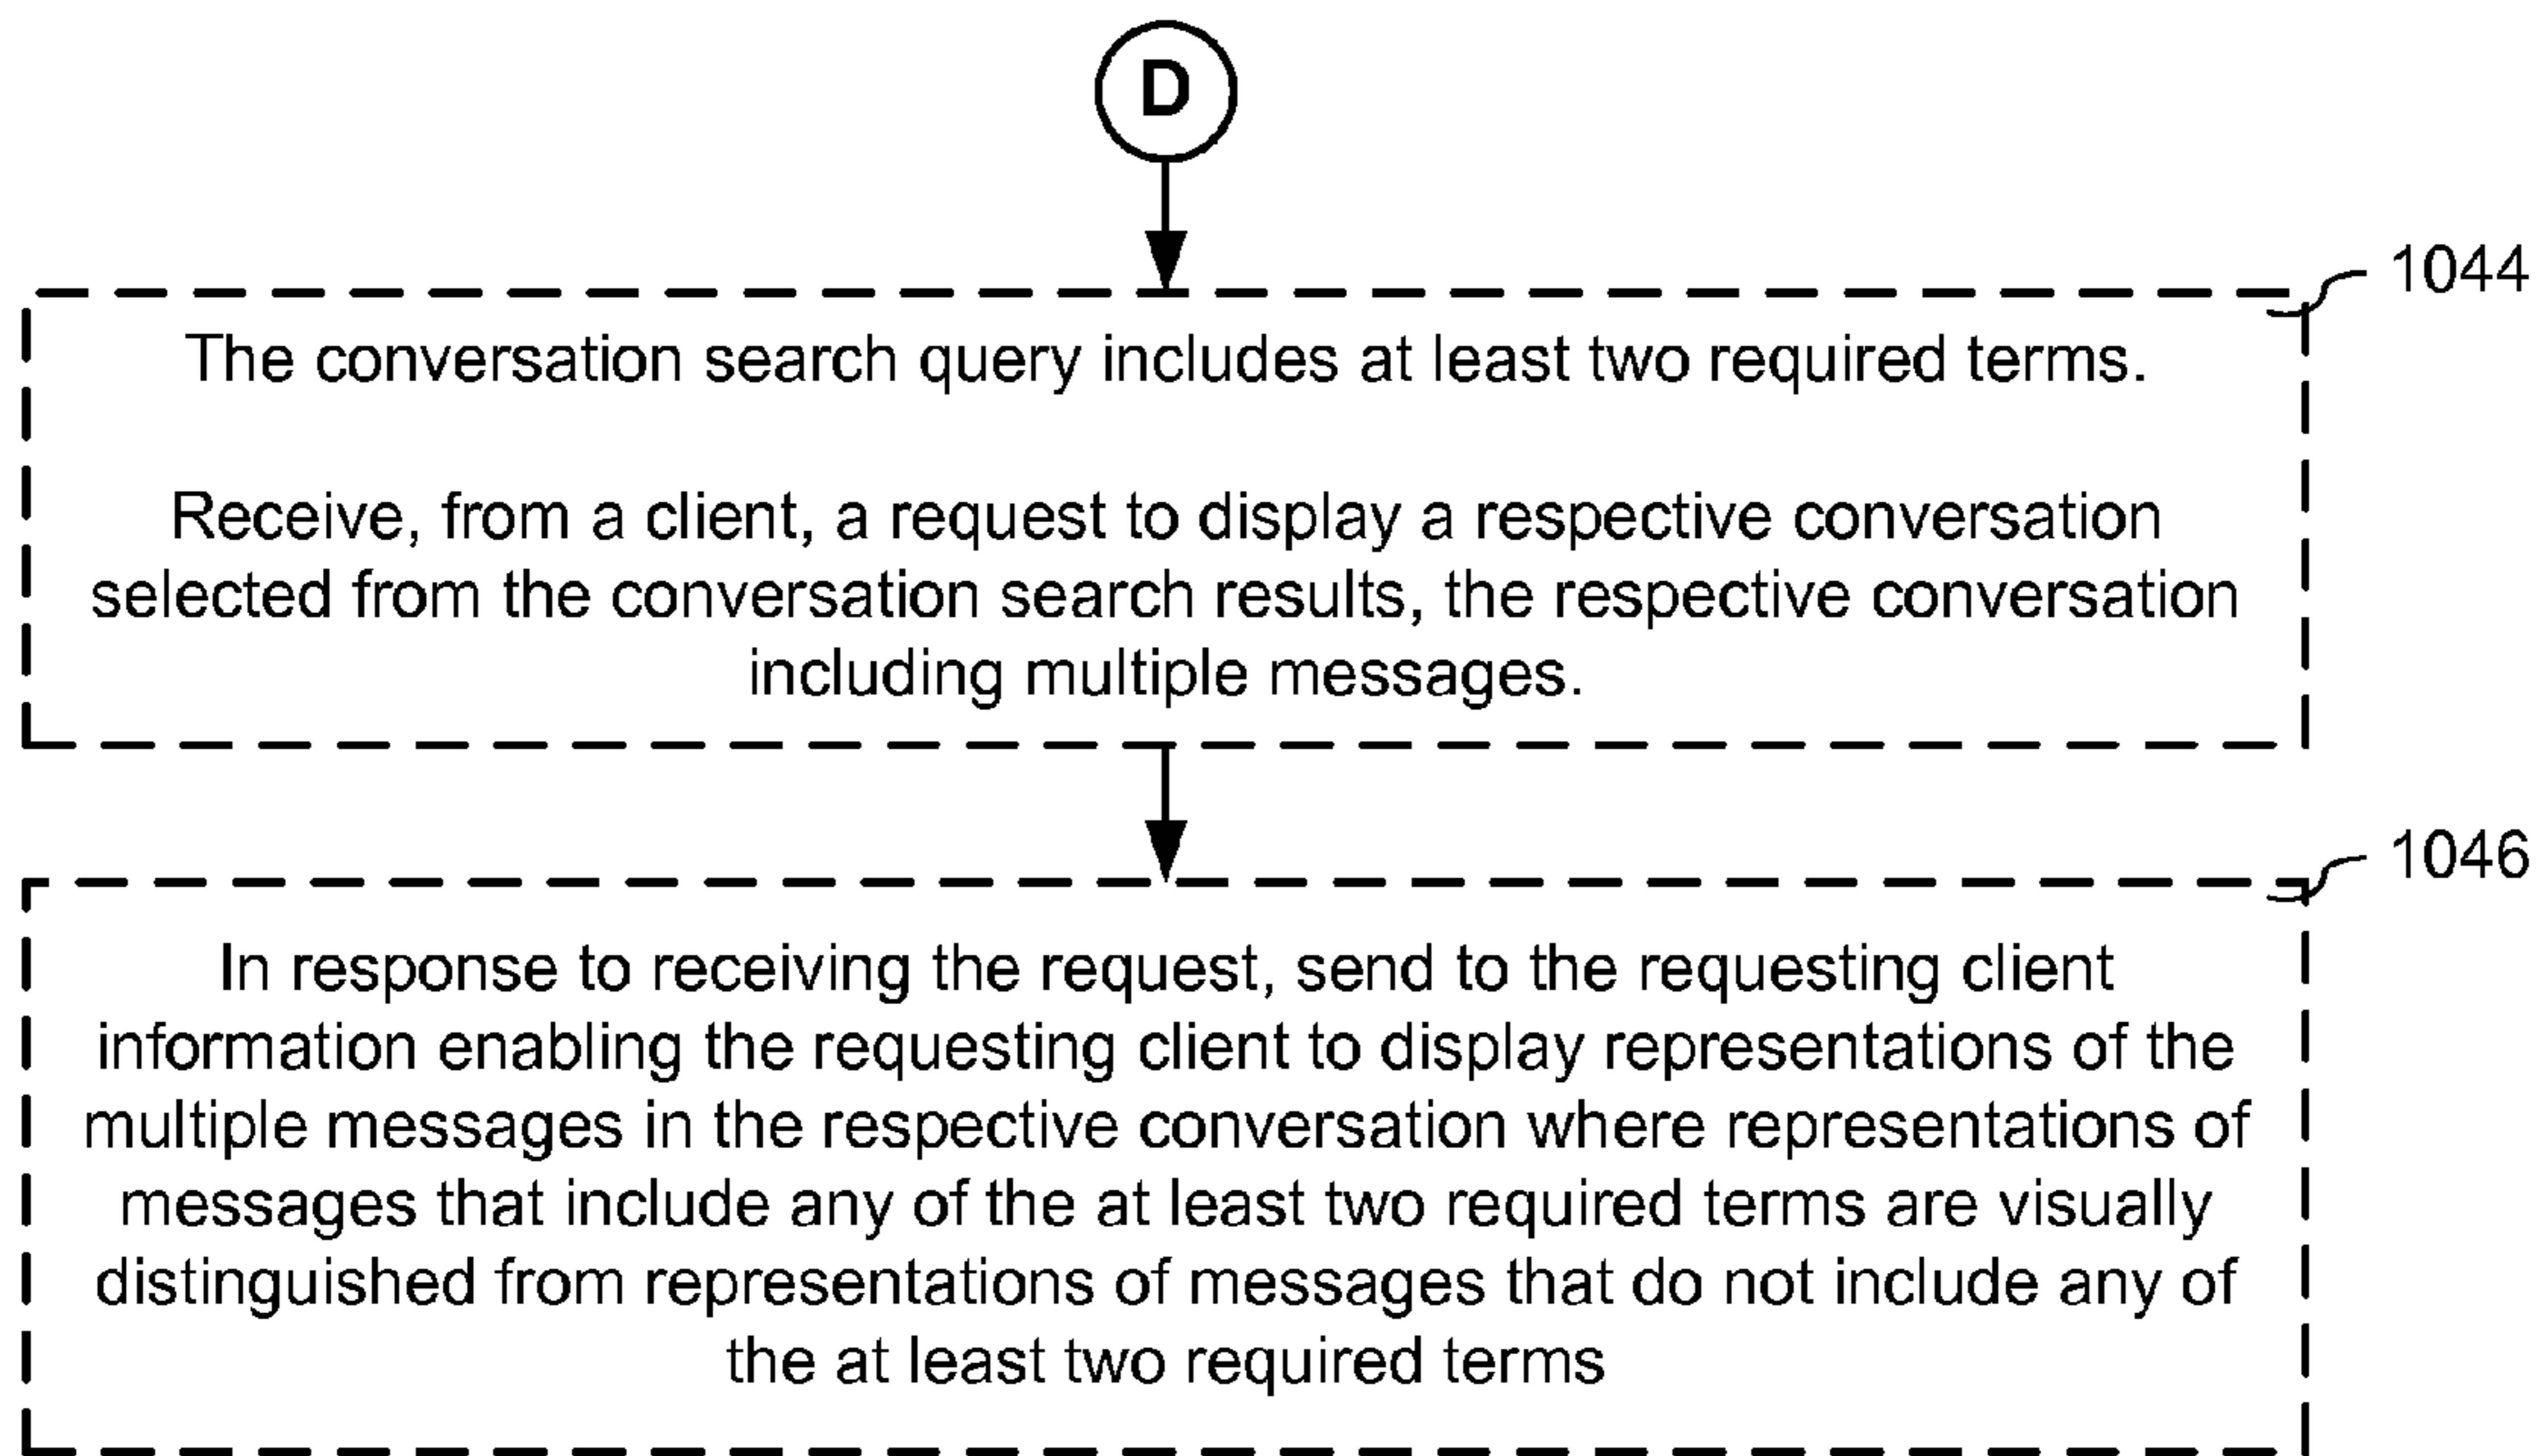 D
1044
The conversation search query includes at least two required terms.
Receive, from a client, a request to display a respective conversation
selected from the conversation search results, the respective conversation
including multiple messages.
1046
In response to receiving the request, send to the requesting client
information enabling the requesting client to display representations of the
multiple messages in the respective conversation where representations of
messages that include any of the at least two required terms are visually
distinguished from representations of messages that do not include any of
the at least two required terms